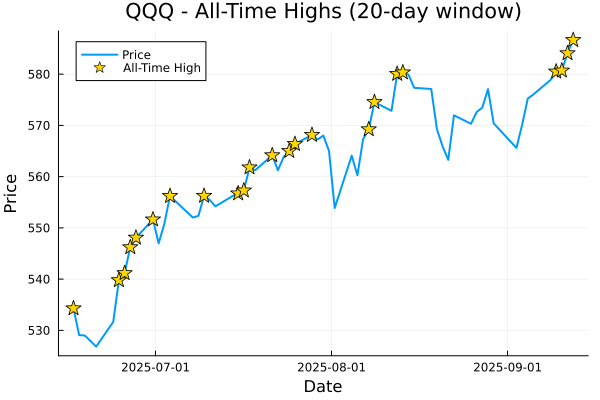 QQQ - All-Time Highs (20-day window)
Price
All-Time High
580
570
560
550
540
530
Price
2025-07-01
2025-08-01
2025-09-01
Date